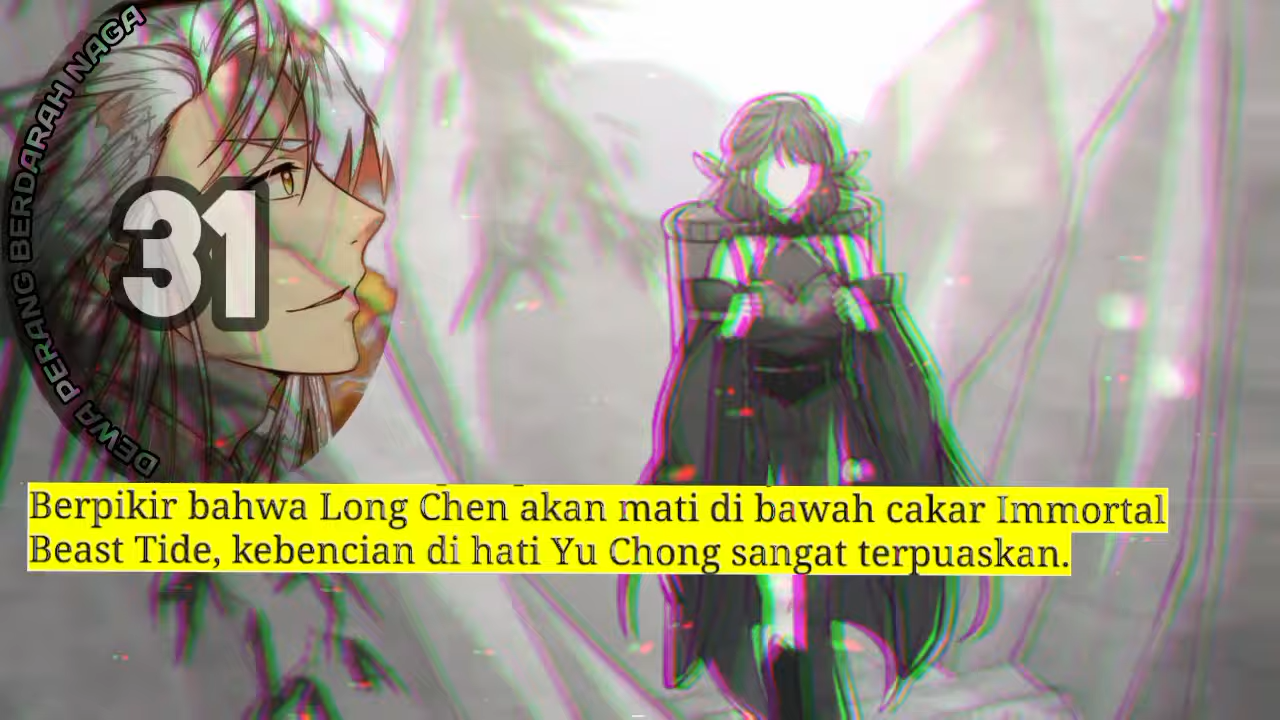 DEWA PERANG BERDARAH NAGA
31
Berpikir bahwa Long Chen akan mati di bawah cakar Immortal
Beast Tide, kebencian di hati Yu Chong sangat terpuaskan.